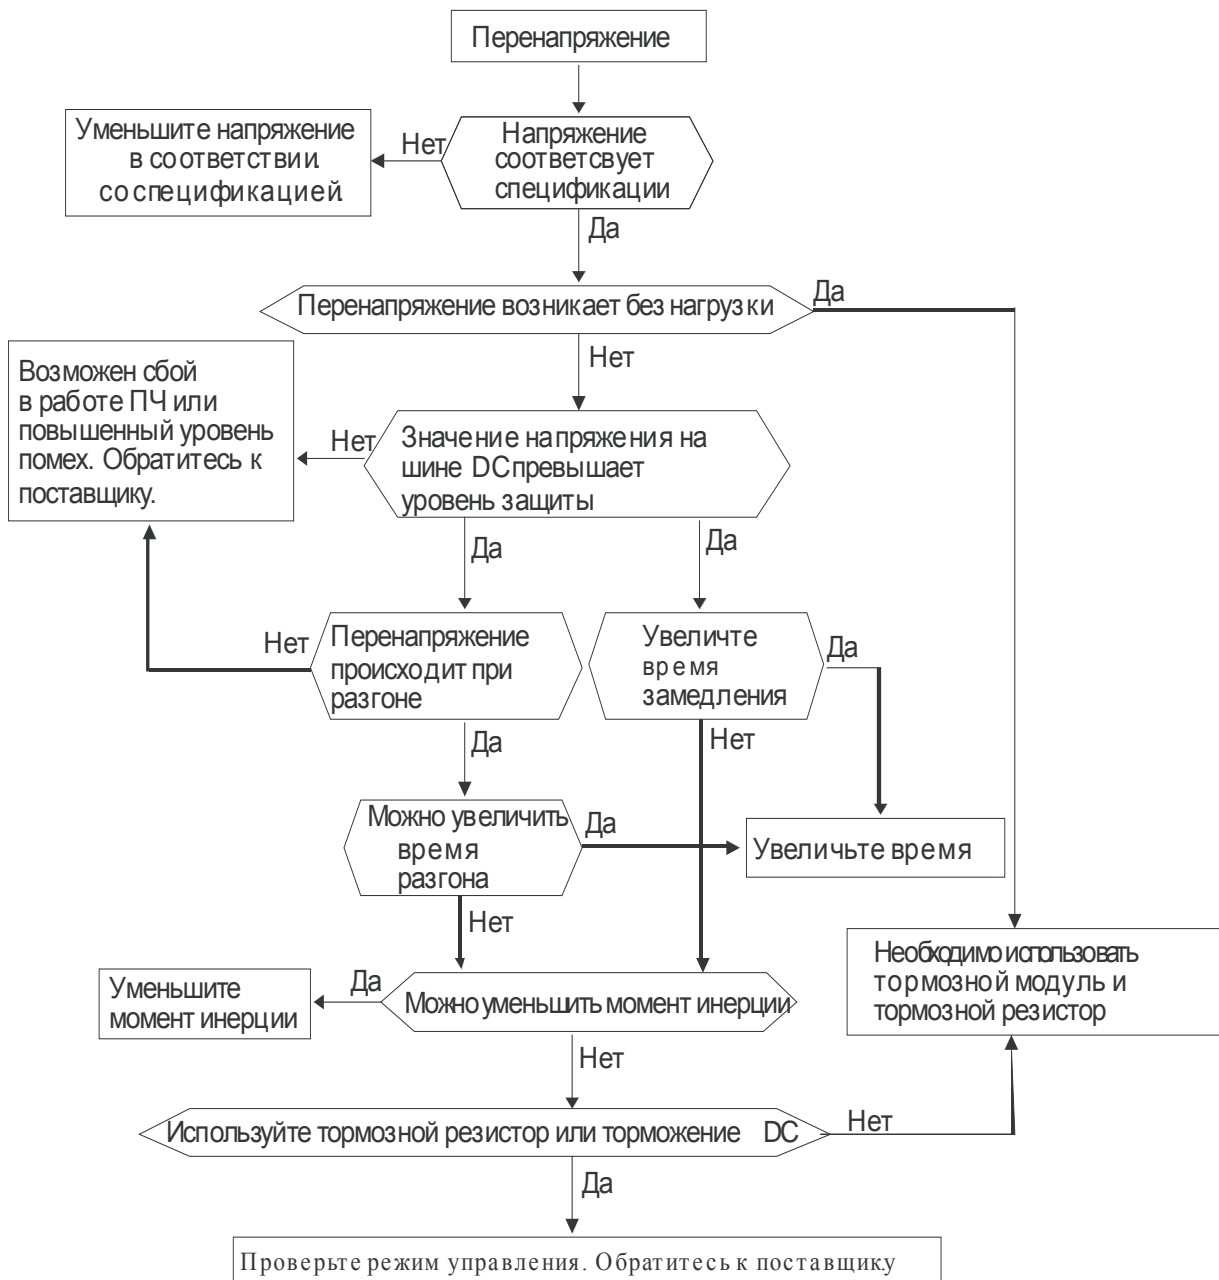 Перенапряжение
Уменьшите напряжение
в соответствии.
со спецификацией.
Нет
Напряжение
соответсвует
спецификации
Да
Перенапряжение возникает без нагрузки
Да
Нет
Возможен сбой
в работе ПЧ или
повышенный уровень
помех. Обратитесь к
поставщику.
Нет
Значение напряжения на
шине DC превышает
уровень защиты
Да
Да
Нет
Перенапряжение
происходит при
разгоне
Увеличте
время
замедления
Да
Да
Нет
Можно увеличить
время
разгона
Да
Увеличьте время
Нет
Необходимо использовать
тормозной модуль и
тормозной резистор
Уменьшите
момент инерции
Да
Можно уменьшить момент инерции
Нет
Используйте тормозной резистор или торможение DC
Нет
Да
Проверьте режим управления. Обратитесь к поставщику